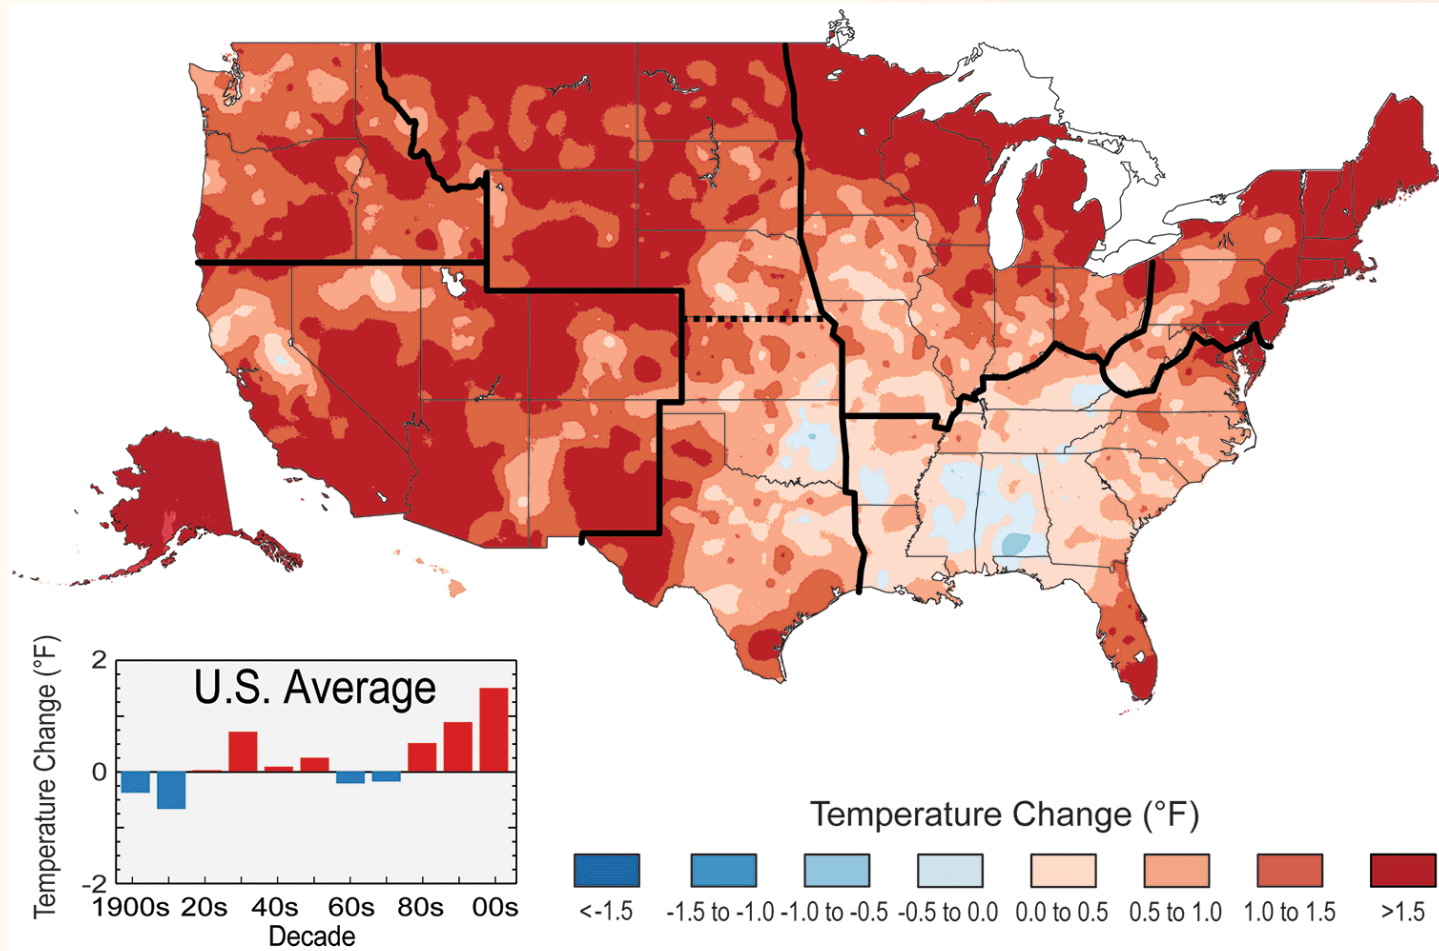 U.S. Average
Temperature Change (°F)
2
0
-2
1900s 20s 40s 60s 80s 00s
Decade
Temperature Change (°F)
<-1.5 -1.5 to -1.0 -1.0 to -0.5 -0.5 to 0.0 0.0 to 0.5 0.5 to 1.0 1.0 to 1.5 >1.5